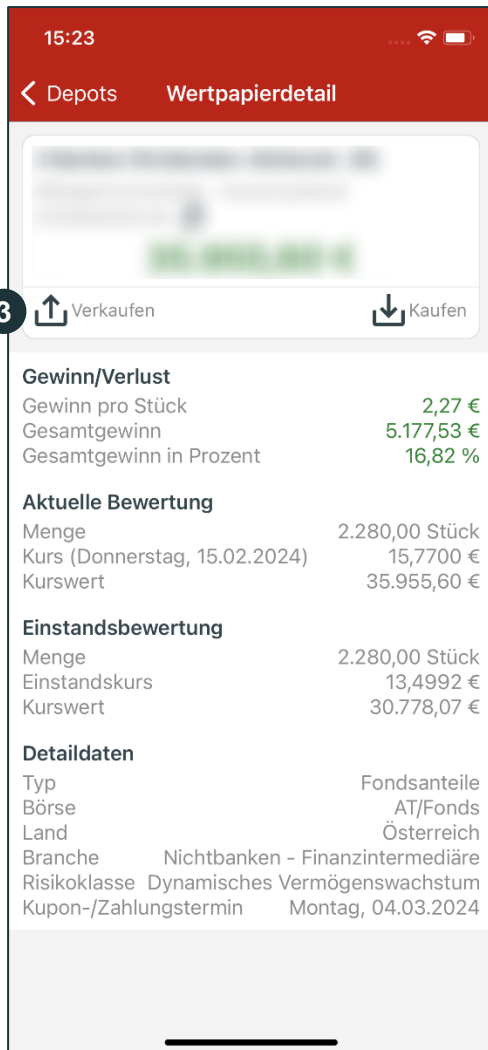 15:23
Depots Wertpapierdetail
35.955,60 €
3 Verkaufen Kaufen
Gewinn/Verlust
Gewinn pro Stück 2,27 €
Gesamtgewinn 5.177,53 €
Gesamtgewinn in Prozent 16,82 %
Aktuelle Bewertung
Menge 2.280,00 Stück
Kurs (Donnerstag, 15.02.2024) 15,7700 €
Kurswert 35.955,60 €
Einstandsbewertung
Menge 2.280,00 Stück
Einstandskurs 13,4992 €
Kurswert 30.778,07 €
Detaildaten
Typ Fondsanteile
Börse AT/Fonds
Land Österreich
Branche Nichtbanken - Finanzintermediäre
Risikoklasse Dynamisches Vermögenswachstum
Kupon-/Zahlungstermin Montag, 04.03.2024